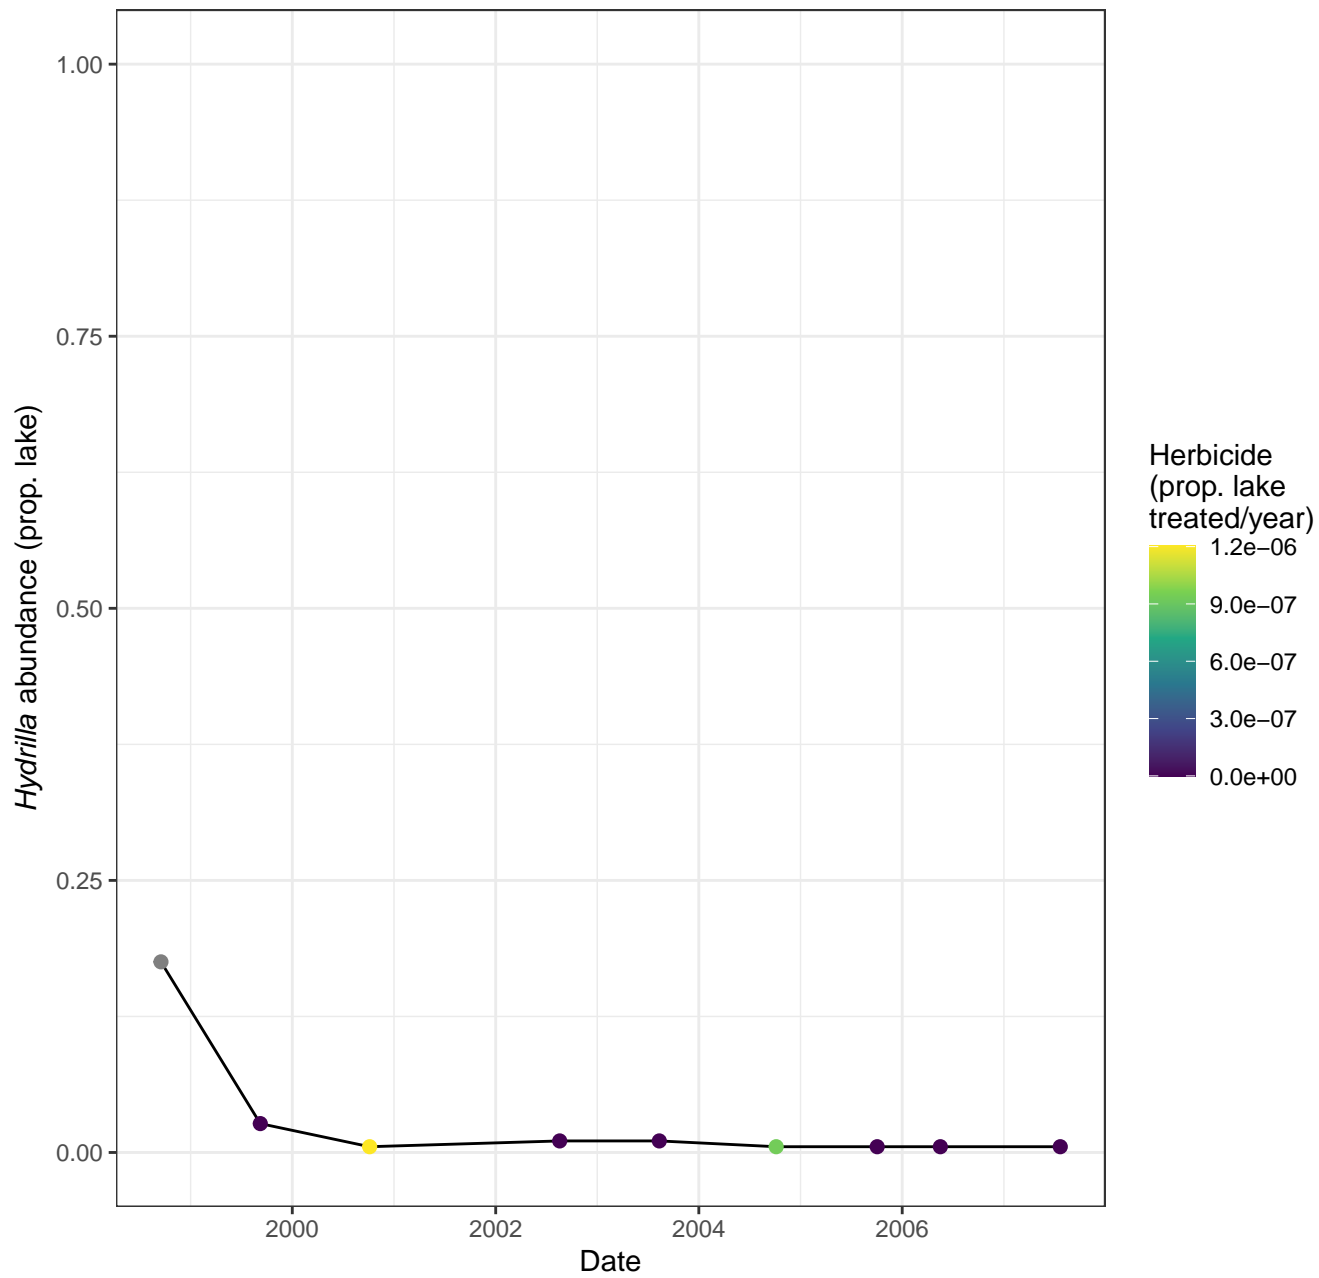 1.00
0.75
0.50
0.25
0.00
Hydrilla abundance (prop. lake)
2000 2002 2004 2006
Date
Herbicide
(prop. lake
treated/year)
1.2e−06
9.0e−07
6.0e−07
3.0e−07
0.0e+00